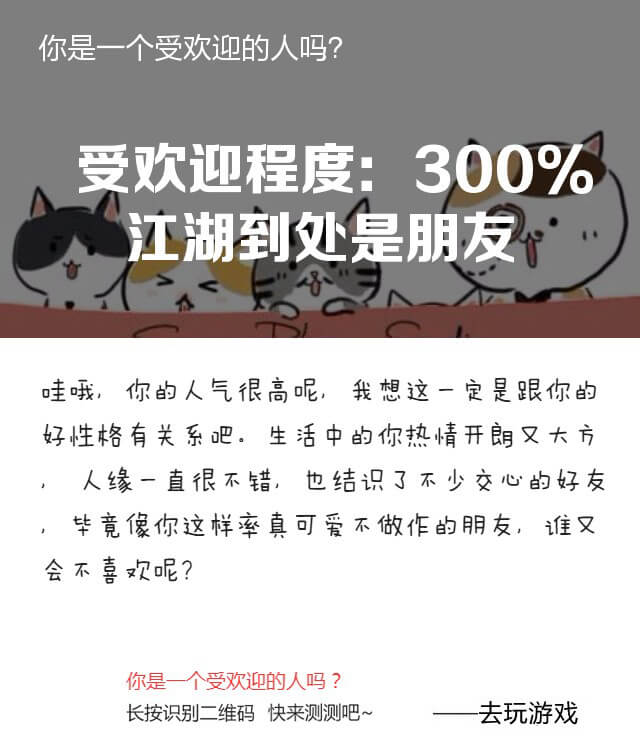 你是一个受欢迎的人吗?
受欢迎程度: 300%
江湖到处是朋友
哇哦, 你的人气很高呢, 我想这一定是跟你的
好性格有关系吧。生活中的你热情开朗又大方
, 人缘一直很不错, 也结识了不少交心的好友
, 毕竟像你这样率真可爱不做作的朋友, 谁又
会不喜欢呢?
你是一个受欢迎的人吗？
长按识别二维码 快来测测吧~
——去玩游戏